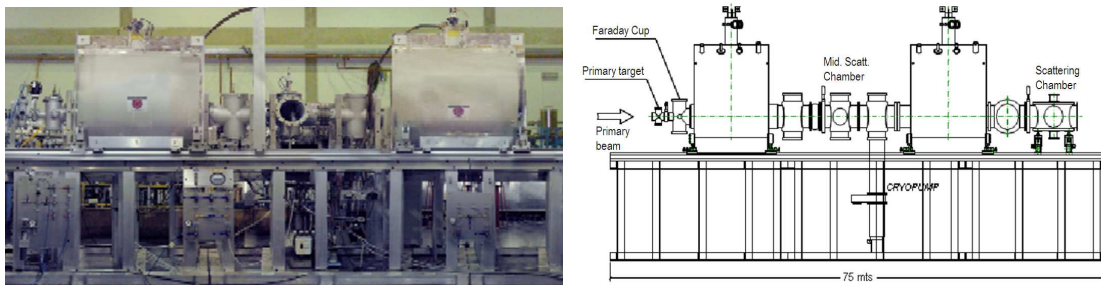 Faraday Cup
Primary target
Primary
beam
Mid. Scatt.
Chamber
Scattering
Chamber
CRYOPUMP
75 mts